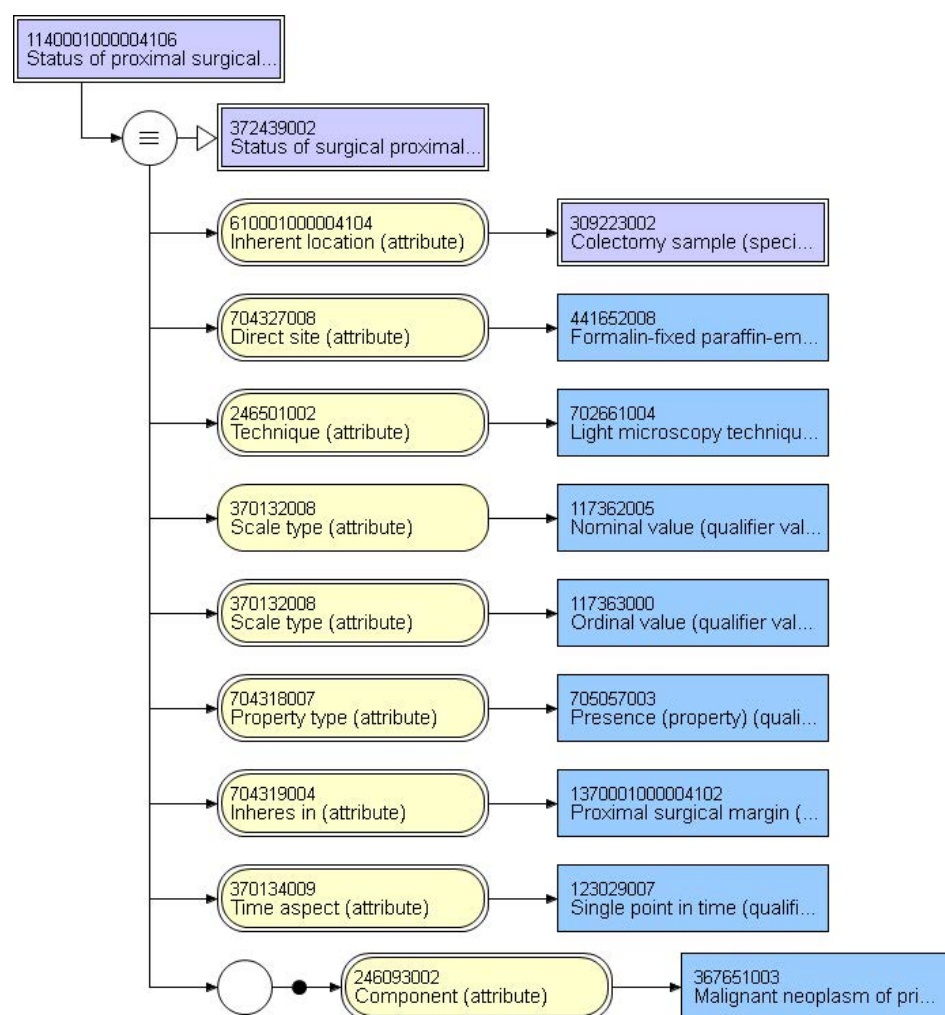 1140001000004106
Status of proximal surgical...
≡
372439002
Status of surgical proximal...
610001000004104
Inherent location (attribute)
309223002
Colectomy sample (speci...
704327008
Direct site (attribute)
441652008
Formalin-fixed paraffin-em...
246501002
Technique (attribute)
702661004
Light microscopy techniqu...
370132008
Scale type (attribute)
117362005
Nominal value (qualifier val...
370132008
Scale type (attribute)
117363000
Ordinal value (qualifier val...
704318007
Property type (attribute)
705057003
Presence (property) (quali...
704319004
Inheres in (attribute)
1370001000004102
Proximal surgical margin (...
370134009
Time aspect (attribute)
123029007
Single point in time (qualifi...
246093002
Component (attribute)
367651003
Malignant neoplasm of pri...